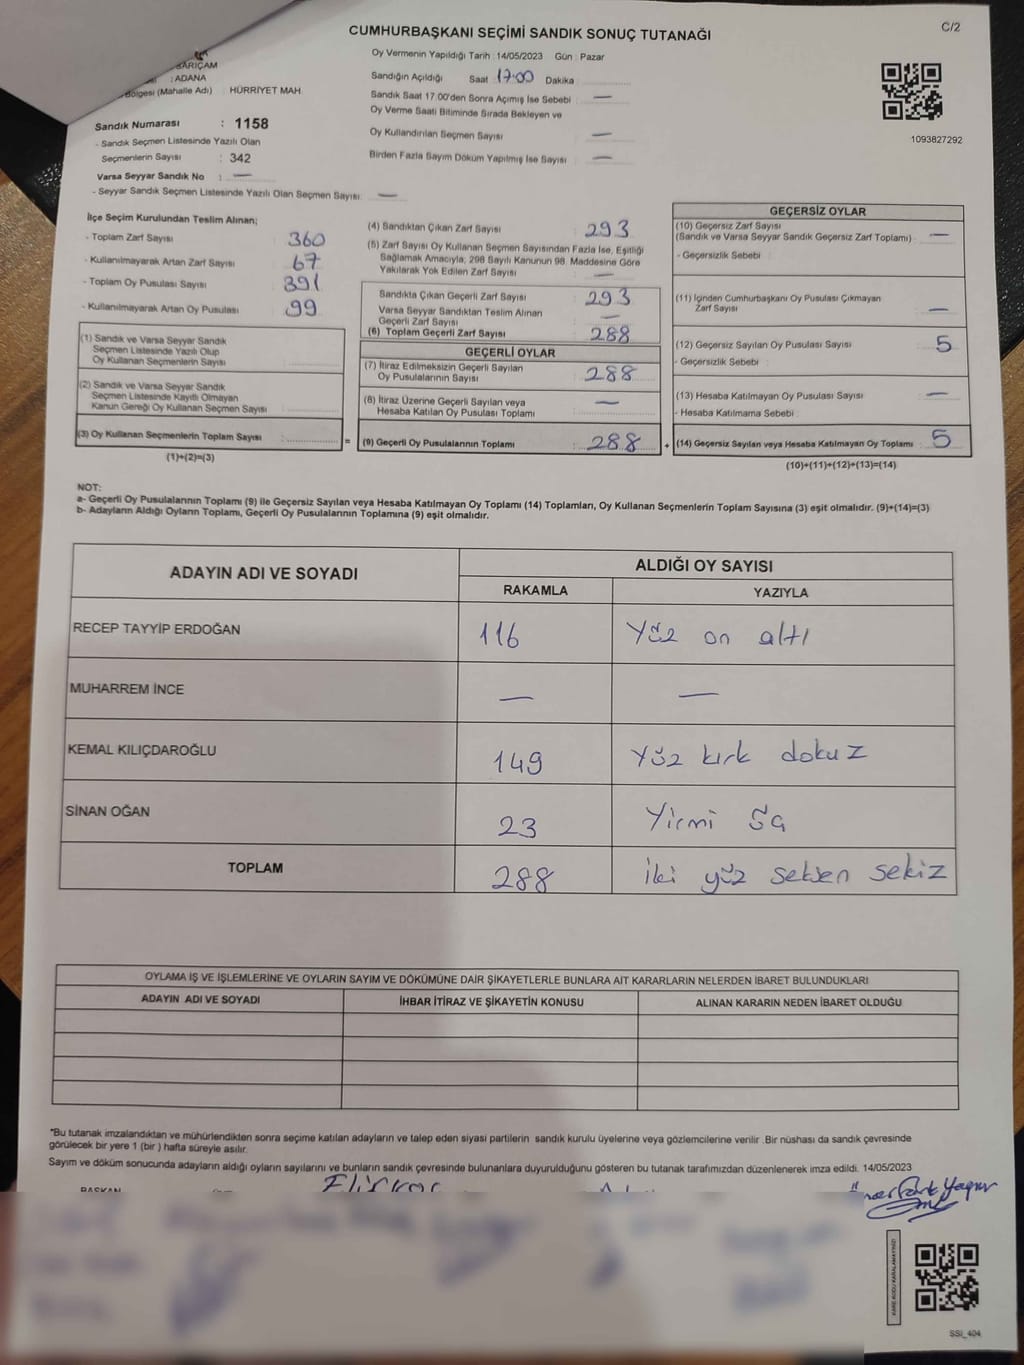 CUMHURBAŞKANI SEÇİMİ SANDIK SONUÇ TUTANAĞI
C/2
SARIÇAM
: ADANA
Bölgesi (Mahalle Adı) : HÜRRİYET MAH.
Sandık Numarası : 1158
- Sandık Seçmen Listesinde Yazılı Olan
Seçmenlerin Sayısı : 342
Varsa Seyyar Sandık No : —
- Seyyar Sandık Seçmen Listesinde Yazılı Olan Seçmen Sayısı: —
Oy Vermenin Yapıldığı Tarih : 14/05/2023 Gün : Pazar
Sandığın Açıldığı Saat 17:00 Dakika
Sandık Saat 17.00'den Sonra Açımış İse Sebebi : —
Oy Verme Saati Bitiminde Sırada Bekleyen ve
Oy Kullandırılan Seçmen Sayısı : —
Birden Fazla Sayım Döküm Yapılmış İse Sayısı : —
1093827292
İlçe Seçim Kurulundan Teslim Alınan;
- Toplam Zarf Sayısı : 360
- Kullanılmayarak Artan Zarf Sayısı : 67
- Toplam Oy Pusulası Sayısı : 391
- Kullanılmayarak Artan Oy Pusulası : 99
(1) Sandık ve Varsa Seyyar Sandık
Seçmen Listesinde Yazılı Olup
Oy Kullanan Seçmenlerin Sayısı :
(2) Sandık ve Varsa Seyyar Sandık
Seçmen Listesinde Kayıtlı Olmayan
Kanun Gereği Oy Kullanan Seçmen Sayısı :
(3) Oy Kullanan Seçmenlerin Toplam Sayısı : =
(1)+(2)=(3)
(4) Sandıktan Çıkan Zarf Sayısı : 293
(5) Zarf Sayısı Oy Kullanan Seçmen Sayısından Fazla İse, Eşitliği
Sağlamak Amacıyla, 298 Sayılı Kanunun 98. Maddesine Göre
Yakılarak Yok Edilen Zarf Sayısı : —
Sandıkta Çıkan Geçerli Zarf Sayısı : 293
Varsa Seyyar Sandıktan Teslim Alınan
Geçerli Zarf Sayısı : —
(6) Toplam Geçerli Zarf Sayısı : 288
GEÇERLİ OYLAR
(7) İtiraz Edilmeksizin Geçerli Sayılan
Oy Pusulalarının Sayısı : 288
(8) İtiraz Üzerine Geçerli Sayılan veya
Hesaba Katılan Oy Pusulası Toplamı : —
(9) Geçerli Oy Pusulalarının Toplamı : 288 +
GEÇERSİZ OYLAR
(10) Geçersiz Zarf Sayısı
(Sandık ve Varsa Seyyar Sandık Geçersiz Zarf Toplamı) : —
- Geçersizlik Sebebi :
(11) İçinden Cumhurbaşkanı Oy Pusulası Çıkmayan
Zarf Sayısı : —
(12) Geçersiz Sayılan Oy Pusulası Sayısı : 5
- Geçersizlik Sebebi :
(13) Hesaba Katılmayan Oy Pusulası Sayısı : —
- Hesaba Katılmama Sebebi :
(14) Geçersiz Sayılan veya Hesaba Katılmayan Oy Toplamı : 5
(10)+(11)+(12)+(13)=(14)
NOT:
a- Geçerli Oy Pusulalarının Toplamı (9) ile Geçersiz Sayılan veya Hesaba Katılmayan Oy Toplamı (14) Toplamları, Oy Kullanan Seçmenlerin Toplam Sayısına (3) eşit olmalıdır. (9)+(14)=(3)
b- Adayların Aldığı Oyların Toplamı, Geçerli Oy Pusulalarının Toplamına (9) eşit olmalıdır.
ADAYIN ADI VE SOYADI ALDIĞI OY SAYISI
RAKAMLA YAZIYLA
RECEP TAYYİP ERDOĞAN 116 Yüz on altı
MUHARREM İNCE — —
KEMAL KILIÇDAROĞLU 149 Yüz kırk dokuz
SİNAN OĞAN 23 Yirmi üç
TOPLAM 288 iki yüz seksen sekiz
OYLAMA İŞ VE İŞLEMLERİNE VE OYLARIN SAYIM VE DÖKÜMÜNE DAİR ŞİKAYETLERLE BUNLARA AİT KARARLARIN NELERDEN İBARET BULUNDUKLARI
ADAYIN ADI VE SOYADI İHBAR İTİRAZ VE ŞİKAYETİN KONUSU ALINAN KARARIN NEDEN İBARET OLDUĞU
*Bu tutanak imzalandıktan ve mühürlendikten sonra seçime katılan adayların ve talep eden siyasi partilerin sandık kurulu üyelerine veya gözlemcilerine verilir .Bir nüshası da sandık çevresinde
görülecek bir yere 1 (bir ) hafta süreyle asılır.
Sayım ve döküm sonucunda adayların aldığı oyların sayılarını ve bunların sandık çevresinde bulunanlara duyurulduğunu gösteren bu tutanak tarafımızdan düzenlenerek imza edildi. 14/05/2023
BAŞKAN
KARE KODU KARALAMAYINIZ!
SSİ_404